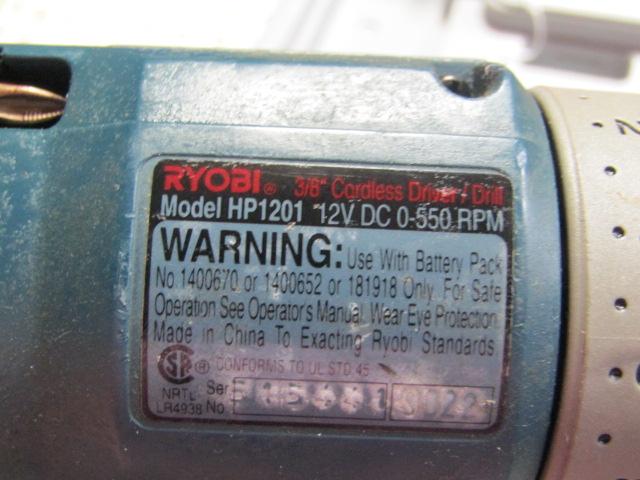 RYOBI® 3/8" Cordless Driver / Drill
Model HP1201 12V DC 0-550 RPM
WARNING: Use With Battery Pack
No. 1400670 or 1400652 or 181918 Only. For Safe
Operation See Operator's Manual. Wear Eye Protection.
Made in China To Exacting Ryobi Standards
® CONFORMS TO UL STD. 45
NRTL Ser
LR4938 No
N